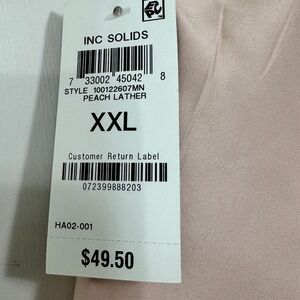 INC SOLIDS
7 33002 45042 8
STYLE 100122607MN
PEACH LATHER
XXL
Customer Return Label
072399888203
HA02-001
$49.50